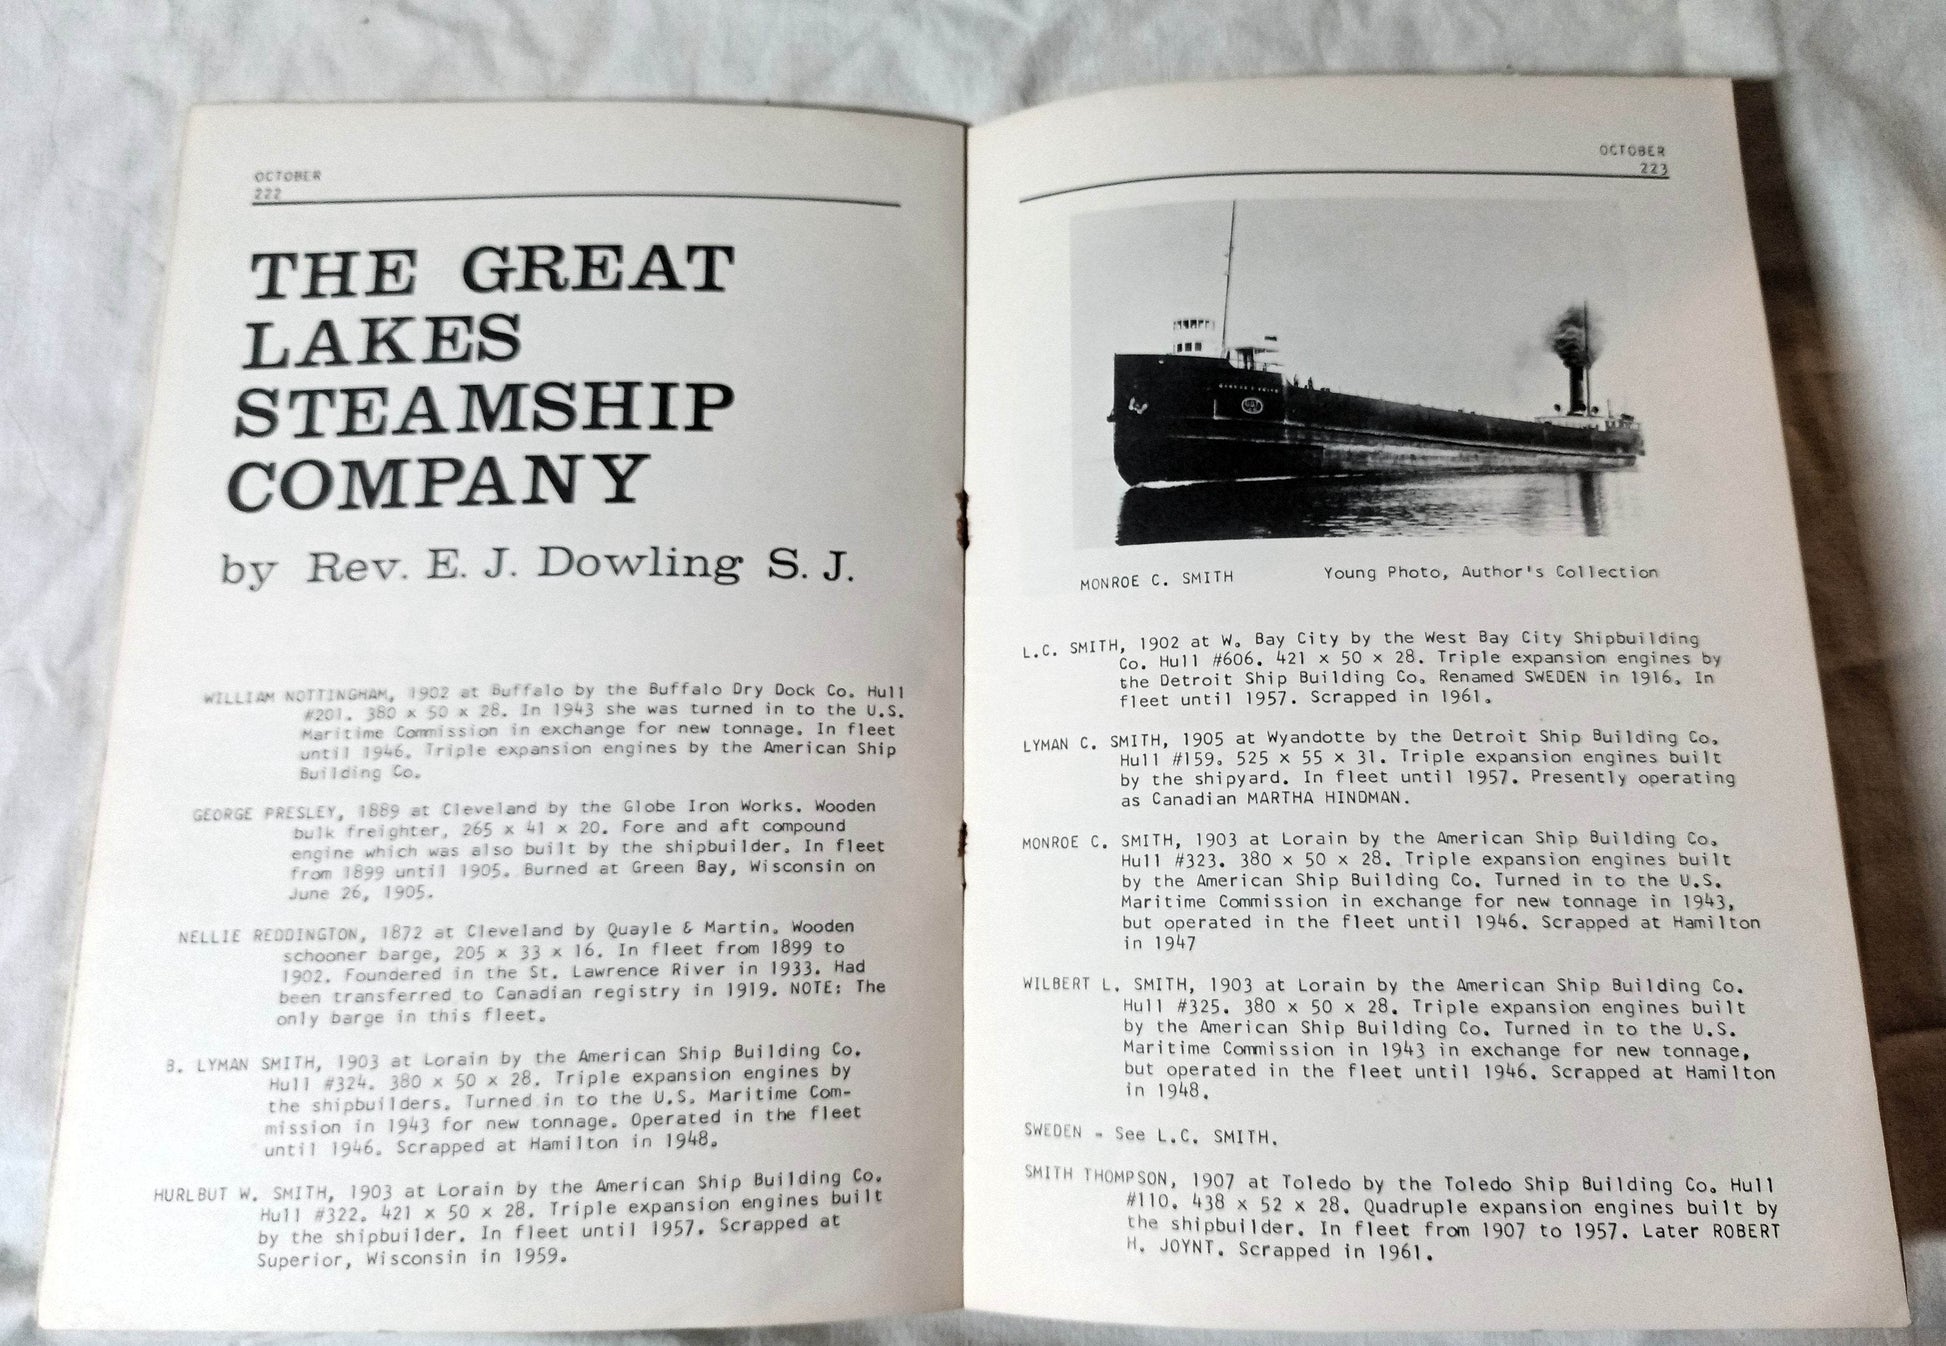 OCTOBER
222
THE GREAT
LAKES
STEAMSHIP
COMPANY
by Rev. E. J. Dowling S. J.
WILLIAM NOTTINGHAM, 1902 at Buffalo by the Buffalo Dry Dock Co. Hull
#201. 380 x 50 x 28. In 1943 she was turned in to the U.S.
Maritime Commission in exchange for new tonnage. In fleet
until 1946. Triple expansion engines by the American Ship
Building Co.
GEORGE PRESLEY, 1889 at Cleveland by the Globe Iron Works. Wooden
bulk freighter, 265 x 41 x 20. Fore and aft compound
engine which was also built by the shipbuilder. In fleet
from 1899 until 1905. Burned at Green Bay, Wisconsin on
June 26, 1905.
NELLIE REDDINGTON, 1872 at Cleveland by Quayle & Martin. Wooden
schooner barge, 205 x 33 x 16. In fleet from 1899 to
1902. Foundered in the St. Lawrence River in 1933. Had
been transferred to Canadian registry in 1919. NOTE: The
only barge in this fleet.
B. LYMAN SMITH, 1903 at Lorain by the American Ship Building Co.
Hull #324. 380 x 50 x 28. Triple expansion engines by
the shipbuilders. Turned in to the U.S. Maritime Com-
mission in 1943 for new tonnage. Operated in the fleet
until 1946. Scrapped at Hamilton in 1948.
HURLBUT W. SMITH, 1903 at Lorain by the American Ship Building Co.
Hull #322. 421 x 50 x 28. Triple expansion engines built
by the shipbuilder. In fleet until 1957. Scrapped at
Superior, Wisconsin in 1959.
OCTOBER
223
MONROE C. SMITH Young Photo, Author's Collection
L.C. SMITH, 1902 at W. Bay City by the West Bay City Shipbuilding
Co. Hull #606. 421 x 50 x 28. Triple expansion engines by
the Detroit Ship Building Co. Renamed SWEDEN in 1916. In
fleet until 1957. Scrapped in 1961.
LYMAN C. SMITH, 1905 at Wyandotte by the Detroit Ship Building Co.
Hull #159. 525 x 55 x 31. Triple expansion engines built
by the shipyard. In fleet until 1957. Presently operating
as Canadian MARTHA HINDMAN.
MONROE C. SMITH, 1903 at Lorain by the American Ship Building Co.
Hull #323. 380 x 50 x 28. Triple expansion engines built
by the American Ship Building Co. Turned in to the U.S.
Maritime Commission in exchange for new tonnage in 1943,
but operated in the fleet until 1946. Scrapped at Hamilton
in 1947
WILBERT L. SMITH, 1903 at Lorain by the American Ship Building Co.
Hull #325. 380 x 50 x 28. Triple expansion engines built
by the American Ship Building Co. Turned in to the U.S.
Maritime Commission in 1943 in exchange for new tonnage,
but operated in the fleet until 1946. Scrapped at Hamilton
in 1948.
SWEDEN - See L.C. SMITH.
SMITH THOMPSON, 1907 at Toledo by the Toledo Ship Building Co. Hull
#110. 438 x 52 x 28. Quadruple expansion engines built by
the shipbuilder. In fleet from 1907 to 1957. Later ROBERT
H. JOYNT. Scrapped in 1961.